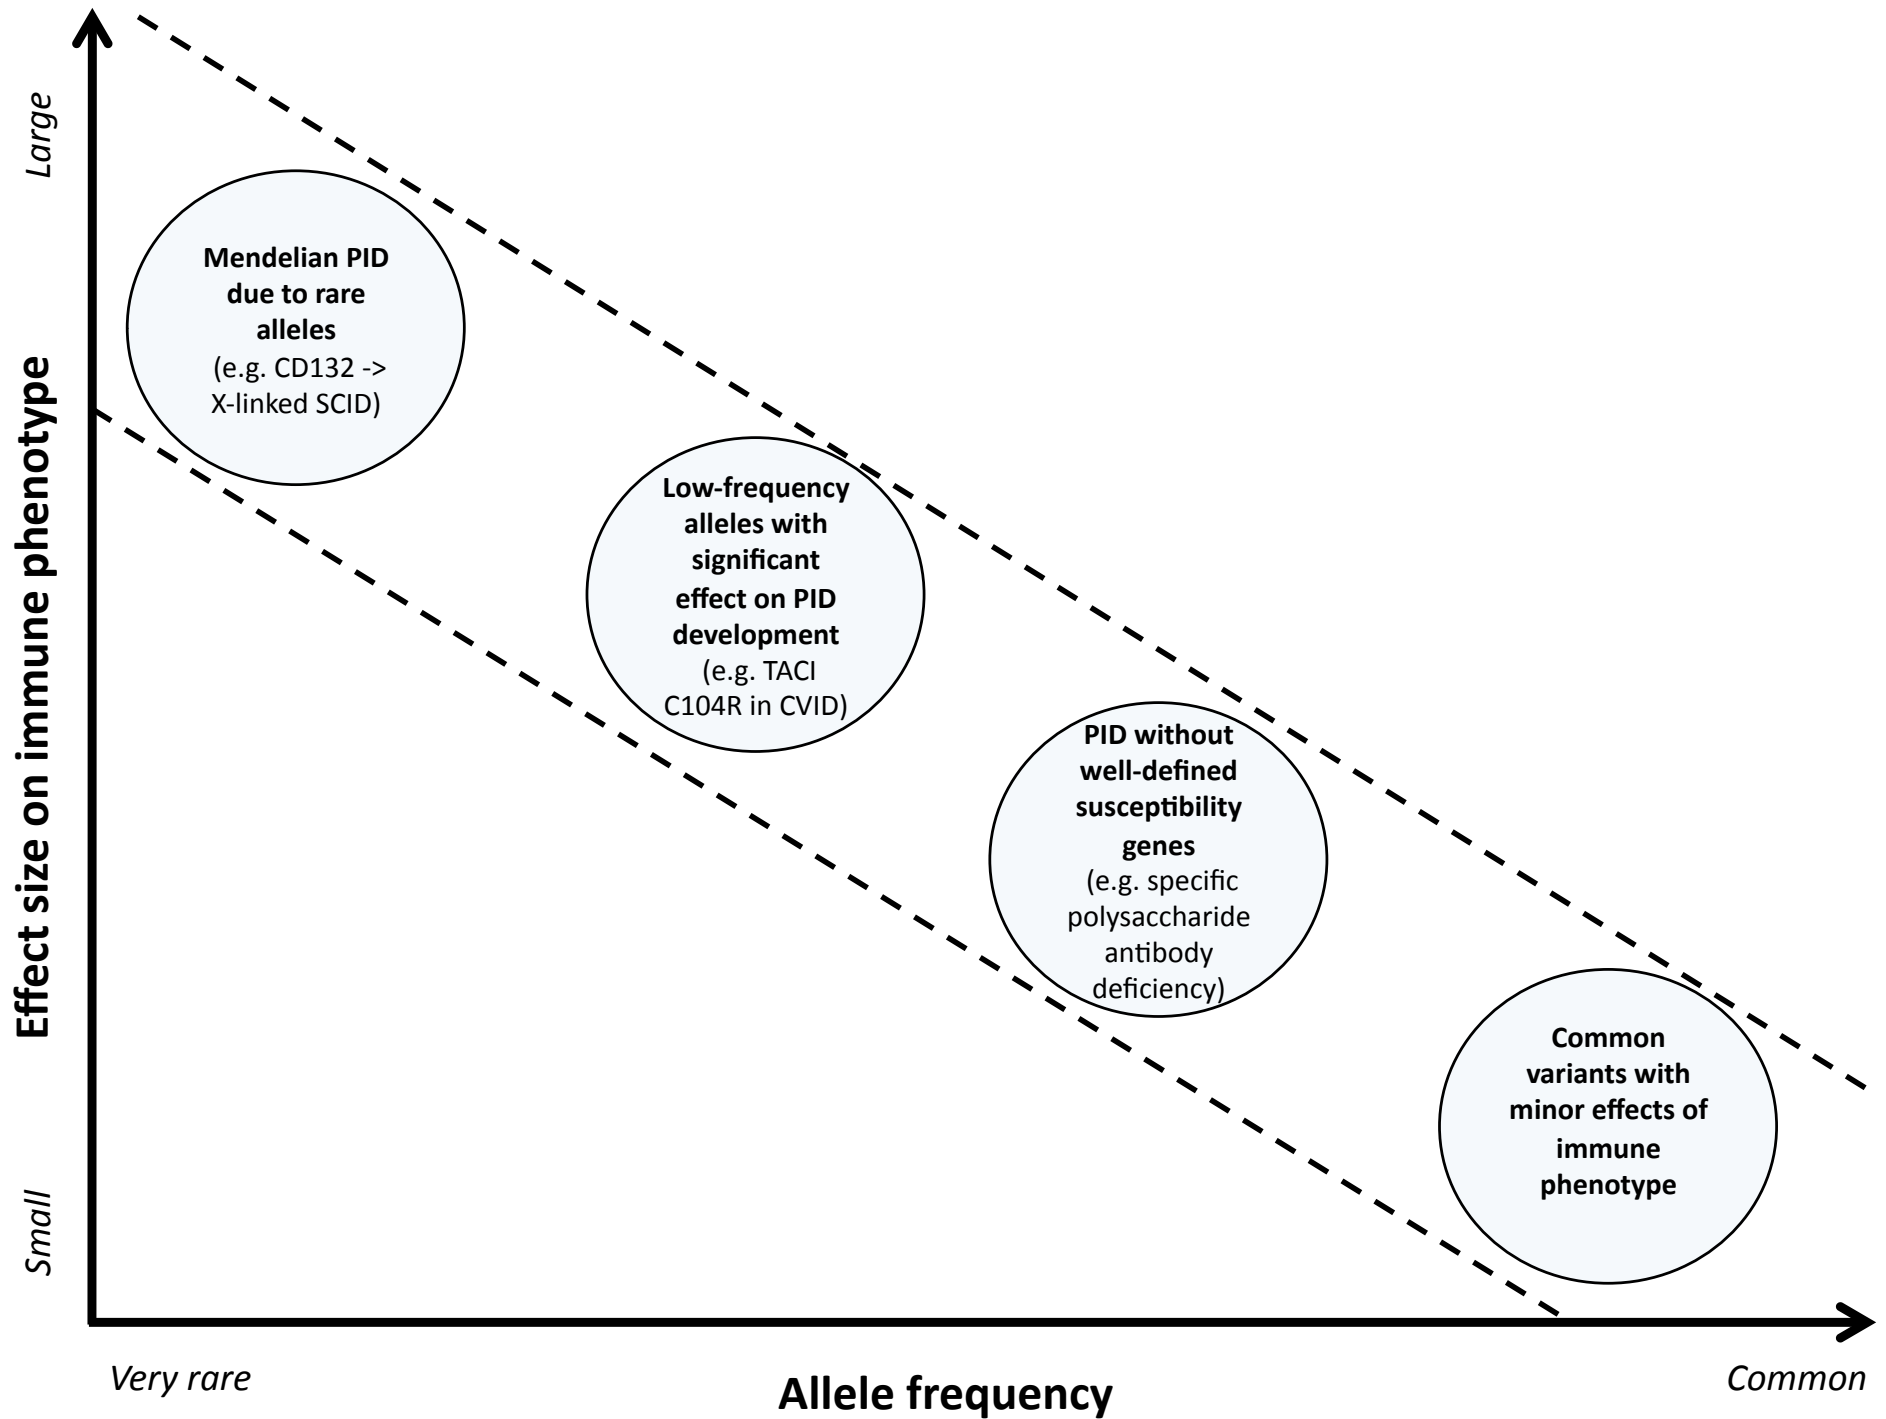 Large
Effect size on immune phenotype
Small
Mendelian PID
due to rare
alleles
(e.g. CD132 ->
X-linked SCID)
Low-frequency
alleles with
significant
effect on PID
development
(e.g. TACI
C104R in CVID)
PID without
well-defined
susceptibility
genes
(e.g. specific
polysaccharide
antibody
deficiency)
Common
variants with
minor effects of
immune
phenotype
Very rare
Allele frequency
Common